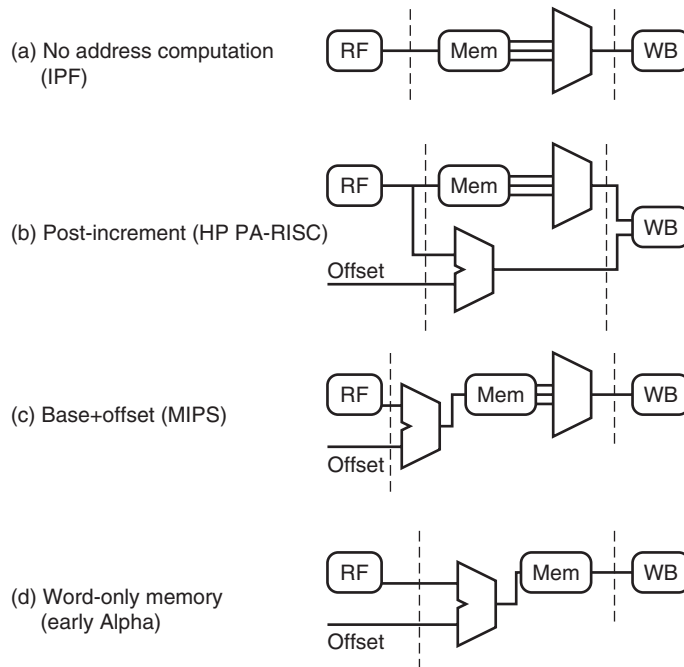 (a) No address computation
(IPF)
RF
Mem
WB
(b) Post-increment (HP PA-RISC)
RF
Mem
WB
Offset
(c) Base+offset (MIPS)
RF
Mem
WB
Offset
(d) Word-only memory
(early Alpha)
RF
Mem
WB
Offset